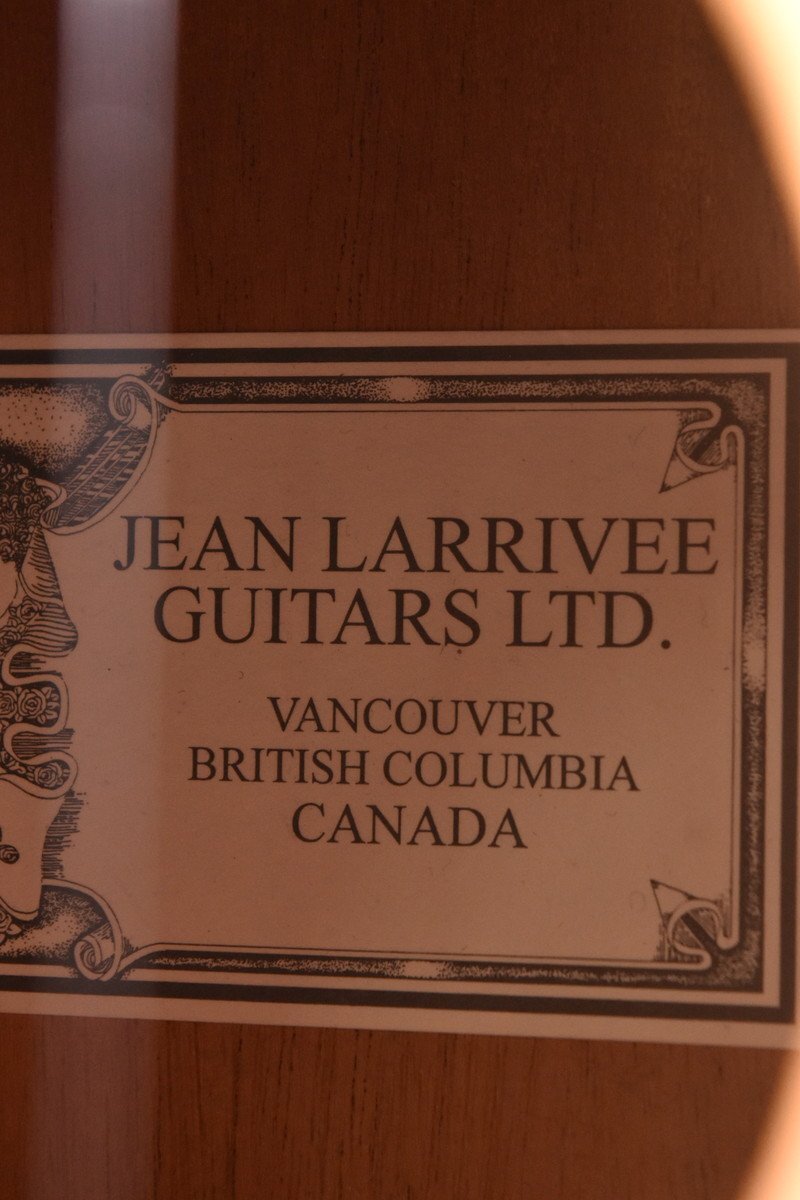 JEAN LARRIVEE
GUITARS LTD.
VANCOUVER
BRITISH COLUMBIA
CANADA